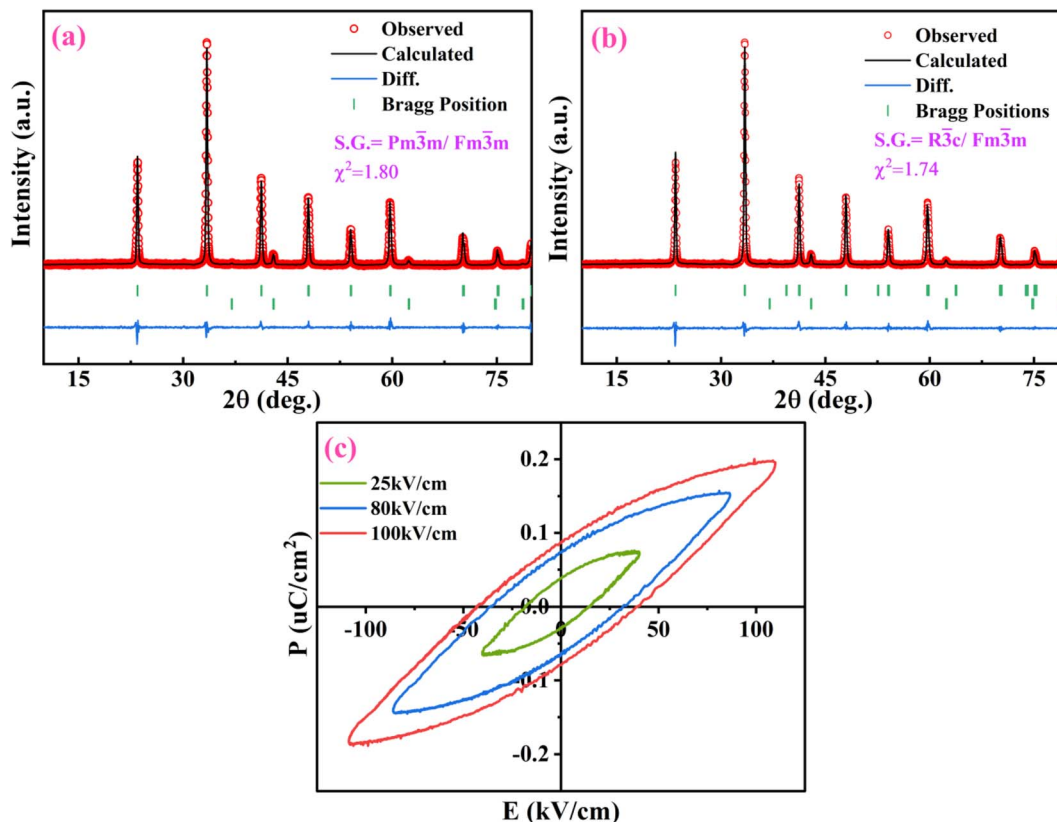 (a)
Observed
Calculated
Diff.
Bragg Position
S.G.= Pm3̅m/ Fm3̅m
χ²=1.80
Intensity (a.u.)
15 30 45 60 75
2θ (deg.)
(b)
Observed
Calculated
Diff.
Bragg Positions
S.G.= R3̅c/ Fm3̅m
χ²=1.74
Intensity (a.u.)
15 30 45 60 75
2θ (deg.)
(c)
25kV/cm
80kV/cm
100kV/cm
P (uC/cm²)
0.2
0.1
0.0
-0.1
-0.2
-100 -50 0 50 100
E (kV/cm)